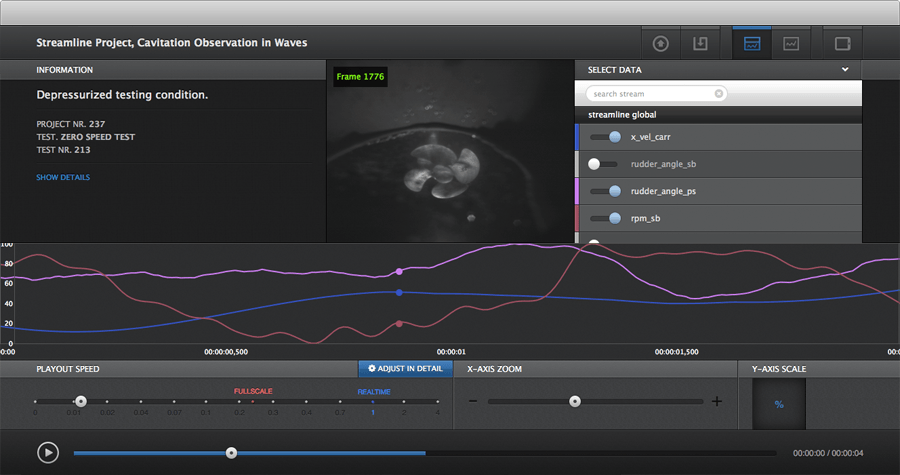 Streamline Project, Cavitation Observation in Waves
INFORMATION
Depressurized testing condition.
PROJECT NR. 237
TEST. ZERO SPEED TEST
TEST NR. 213
SHOW DETAILS
Frame 1776
SELECT DATA
search stream
streamline global
x_vel_carr
rudder_angle_sb
rudder_angle_ps
rpm_sb
100
80
60
40
20
0
0:00 00:00:00,500 00:00:01 00:00:01,500 00:0
PLAYOUT SPEED
ADJUST IN DETAIL
FULLSCALE REALTIME
0 0.01 0.02 0.04 0.07 0.1 0.2 0.3 0.4 0.7 1 2 4
X-AXIS ZOOM
− +
Y-AXIS SCALE
%
00:00:00 / 00:00:04